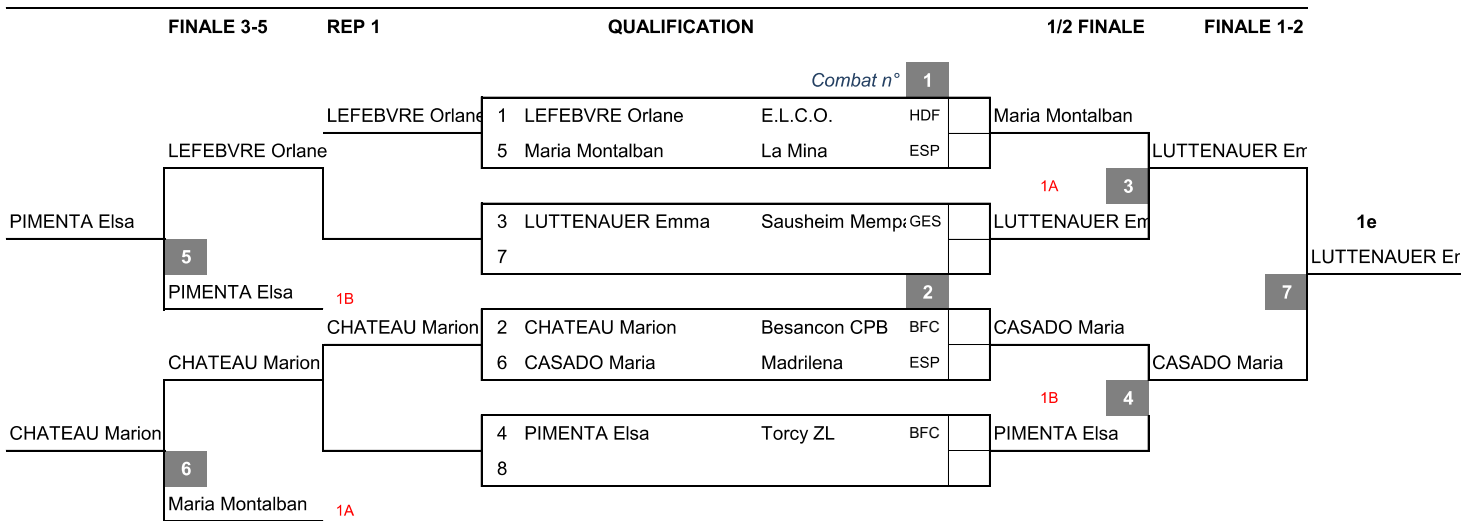 FINALE 3-5 REP 1 QUALIFICATION 1/2 FINALE FINALE 1-2
Combat n° 1
LEFEBVRE Orlane 1 LEFEBVRE Orlane E.L.C.O. HDF Maria Montalban
LEFEBVRE Orlane 5 Maria Montalban La Mina ESP LUTTENAUER Em
1A 3
PIMENTA Elsa 3 LUTTENAUER Emma Sausheim Mempa GES LUTTENAUER Em 1e
5 7 LUTTENAUER Er
PIMENTA Elsa 1B 2 7
CHATEAU Marion 2 CHATEAU Marion Besancon CPB BFC CASADO Maria
CHATEAU Marion 6 CASADO Maria Madrilena ESP CASADO Maria
1B 4
CHATEAU Marion 4 PIMENTA Elsa Torcy ZL BFC PIMENTA Elsa
6 8
Maria Montalban 1A